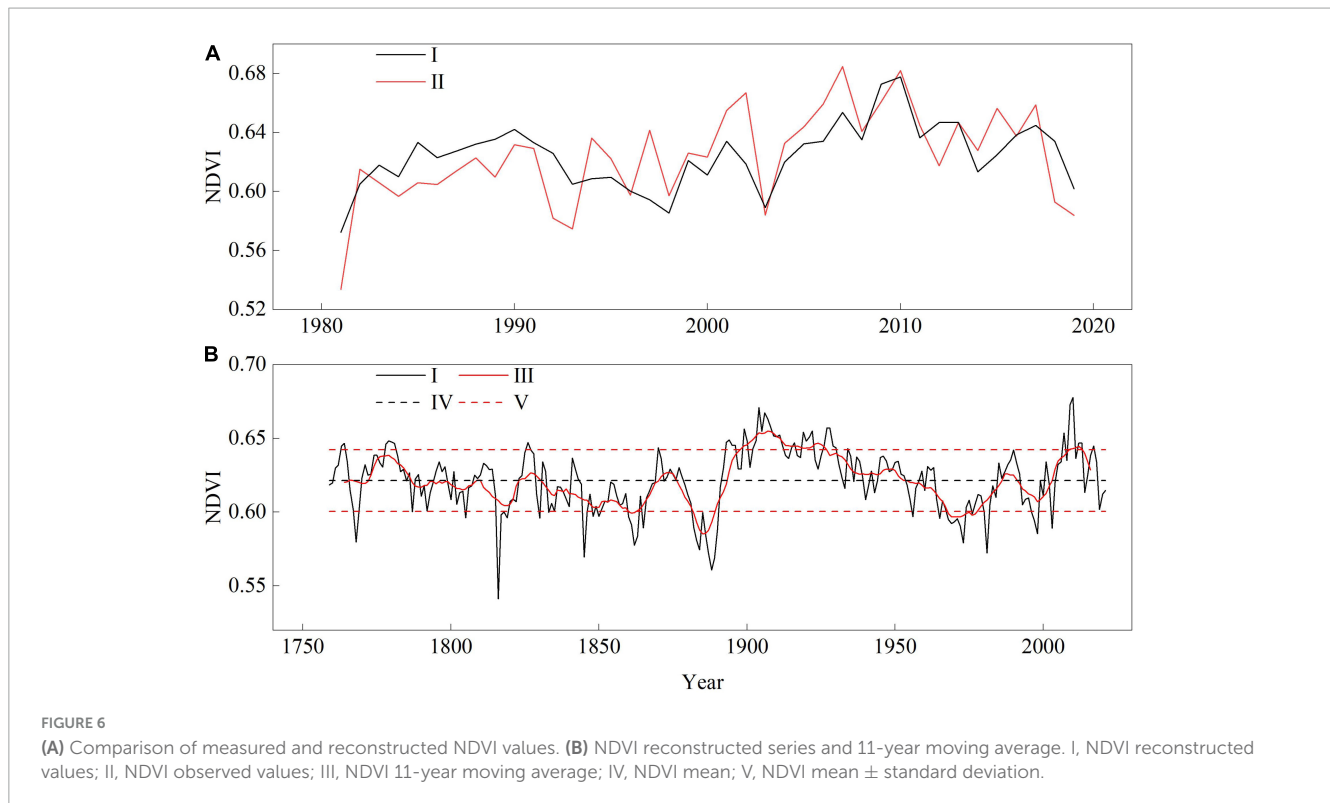 A
I
II
0.68
0.64
0.60
0.56
0.52
NDVI
1980 1990 2000 2010 2020
B
I III
IV V
0.70
0.65
0.60
0.55
NDVI
1750 1800 1850 1900 1950 2000
Year
FIGURE 6
(A) Comparison of measured and reconstructed NDVI values. (B) NDVI reconstructed series and 11-year moving average. I, NDVI reconstructed
values; II, NDVI observed values; III, NDVI 11-year moving average; IV, NDVI mean; V, NDVI mean ± standard deviation.